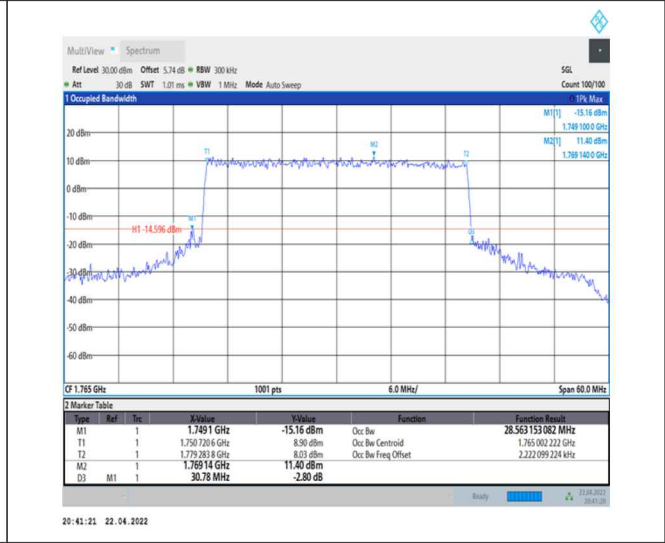 MultiView Spectrum
Ref Level 30.00 dBm Offset 5.74 dB RBW 300 kHz SGL
Att 30 dB SWT 1.01 ms VBW 1 MHz Mode Auto Sweep Count 100/100
1 Occupied Bandwidth 1Pk Max
M1[1] -15.16 dBm
1.749 100 0 GHz
M2[1] 11.40 dBm
1.769 140 0 GHz
20 dBm
10 dBm
0 dBm
-10 dBm
-20 dBm
-30 dBm
-40 dBm
-50 dBm
-60 dBm
T1
M2
T2
M1
D3
H1 -14.596 dBm
CF 1.765 GHz 1001 pts 6.0 MHz/ Span 60.0 MHz
2 Marker Table
Type Ref Trc X-Value Y-Value Function Function Result
M1 1 1.7491 GHz -15.16 dBm Occ Bw 28.563 153 082 MHz
T1 1 1.750 720 6 GHz 8.90 dBm Occ Bw Centroid 1.765 002 222 GHz
T2 1 1.779 283 8 GHz 8.03 dBm Occ Bw Freq Offset 2.222 099 224 kHz
M2 1 1.76914 GHz 11.40 dBm
D3 M1 1 30.78 MHz -2.80 dB
Ready 22.04.2022
20:41:20
20:41:21 22.04.2022